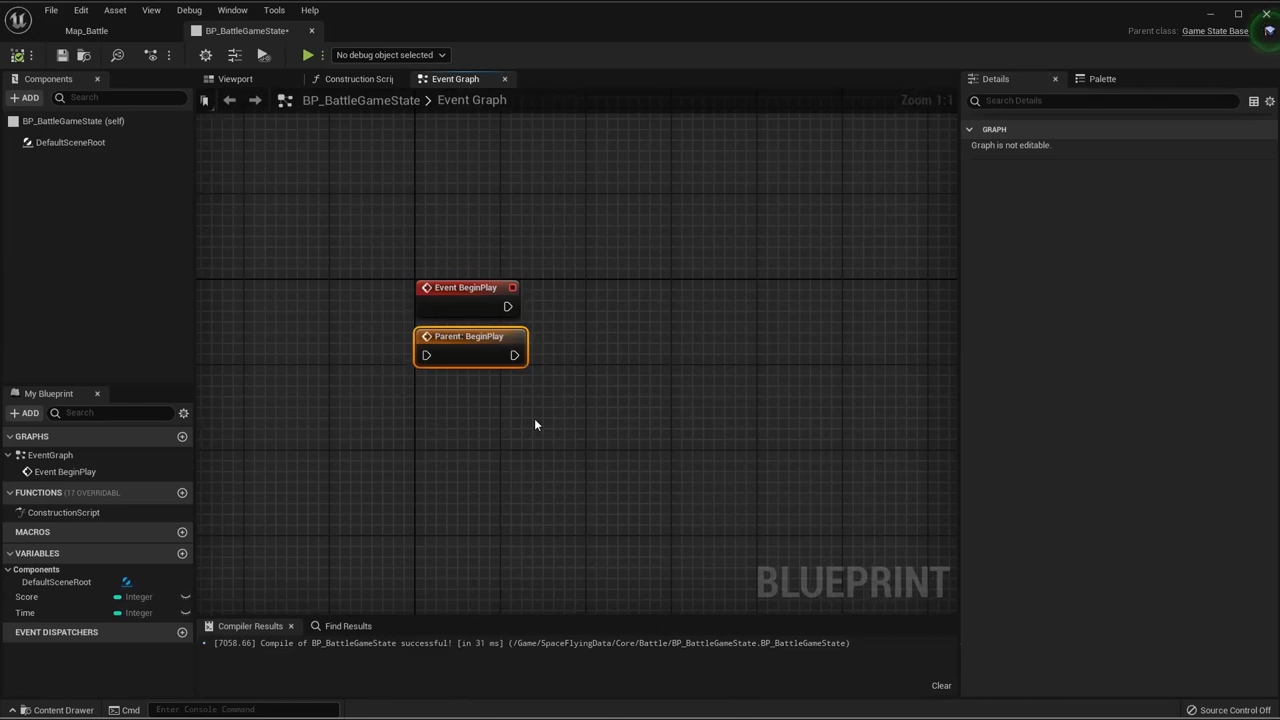 File Edit Asset View Debug Window Tools Help
Map_Battle
BP_BattleGameState•
Parent class: Game State Base
No debug object selected
Components
+ ADD
Search
BP_BattleGameState (self)
DefaultSceneRoot
Viewport
Construction Scrip
Event Graph
BP_BattleGameState > Event Graph
Zoom 1:1
Event BeginPlay
Parent: BeginPlay
BLUEPRINT
Details
Palette
Search Details
GRAPH
Graph is not editable.
My Blueprint
+ ADD
Search
GRAPHS
EventGraph
Event BeginPlay
FUNCTIONS (17 OVERRIDABL
ConstructionScript
MACROS
VARIABLES
Components
DefaultSceneRoot
Score Integer
Time Integer
EVENT DISPATCHERS
Compiler Results
Find Results
• [7058.66] Compile of BP_BattleGameState successful! [in 31 ms] (/Game/SpaceFlyingData/Core/Battle/BP_BattleGameState.BP_BattleGameState)
Clear
Content Drawer
Cmd
Enter Console Command
Source Control Off